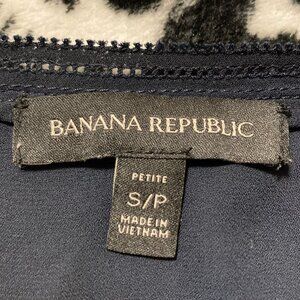 BANANA REPUBLIC
PETITE
S/P
MADE IN
VIETNAM